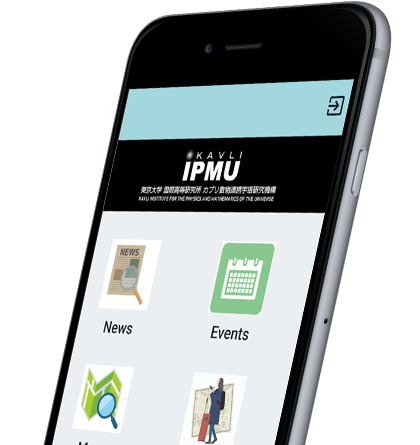 KAVLI
IPMU
東京大学 国際高等研究所 カブリ数物連携宇宙研究機構
KAVLI INSTITUTE FOR THE PHYSICS AND MATHEMATICS OF THE UNIVERSE
NEWS
News
Events